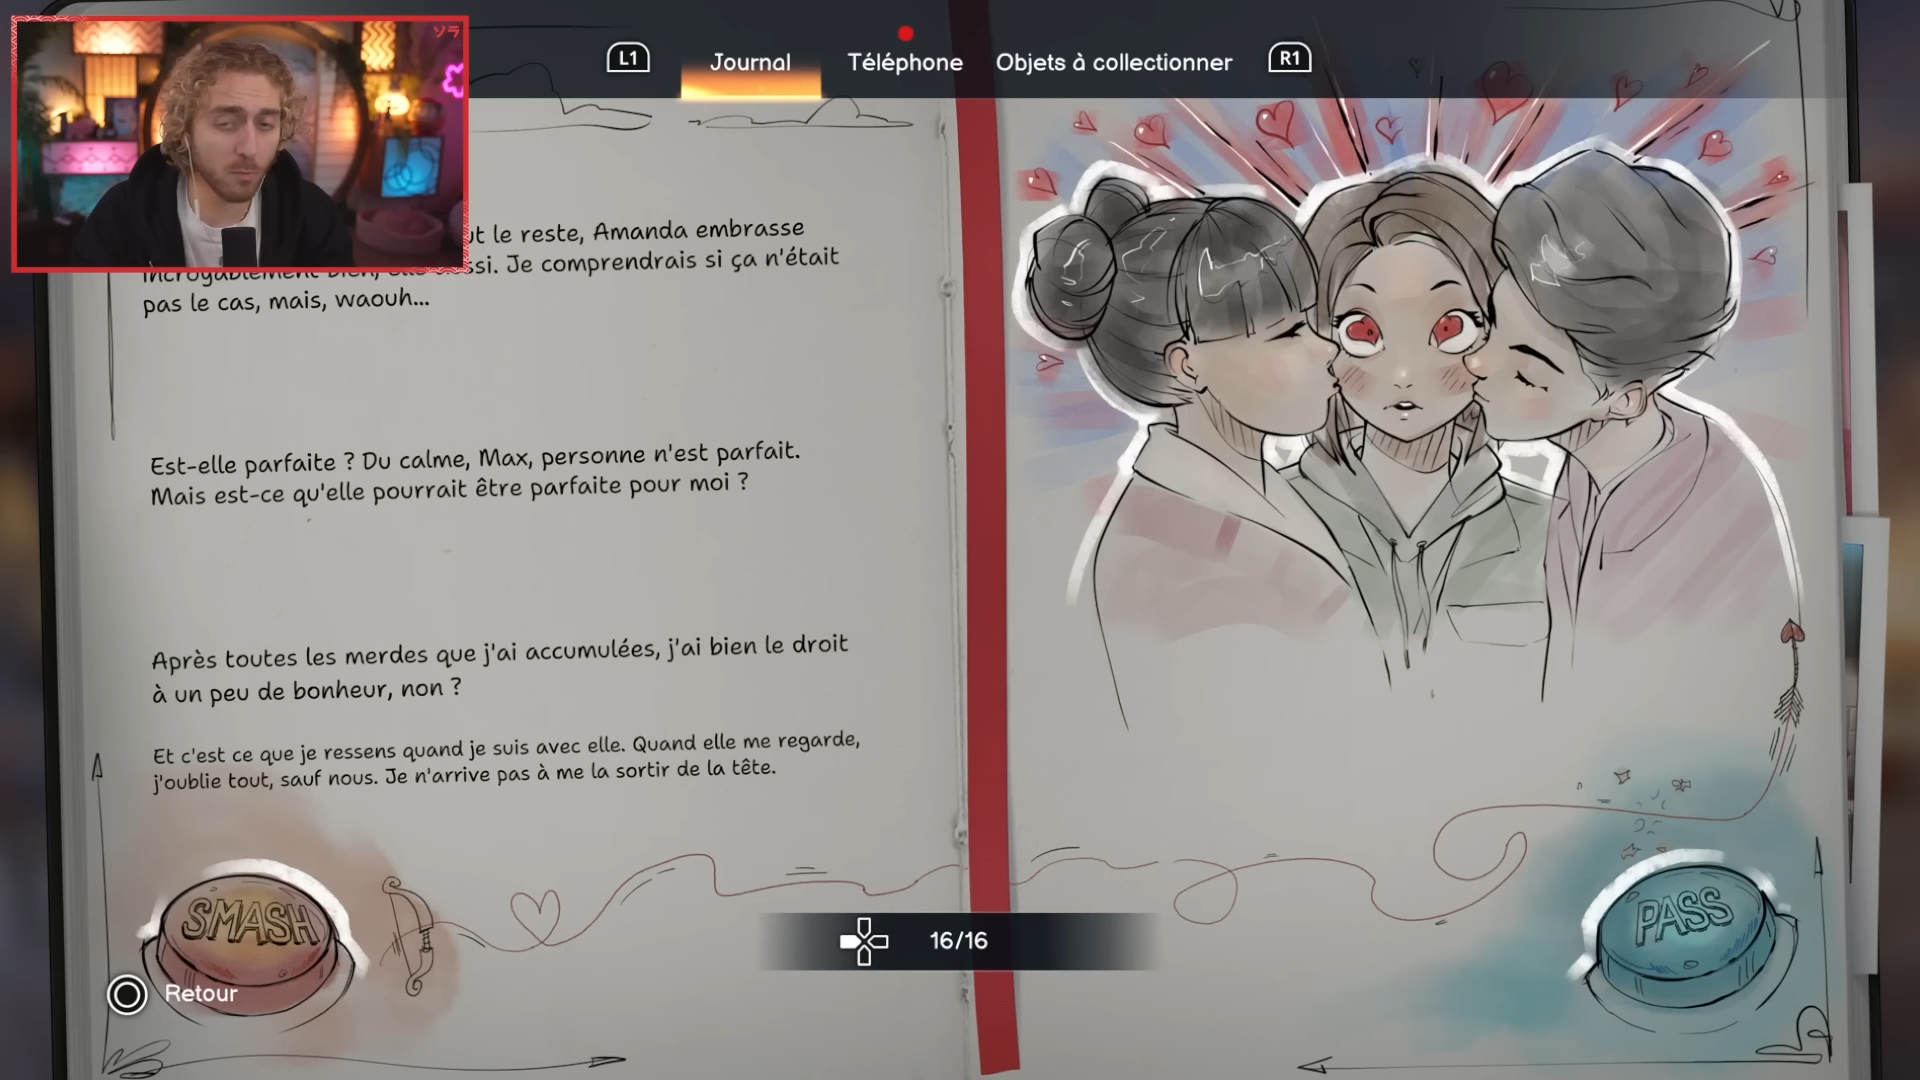 ソラ
L1
Journal
Téléphone
Objets à collectionner
R1
le reste, Amanda embrasse
Je comprendrais si ça n'était
pas le cas, mais, waouh...
Est-elle parfaite ? Du calme, Max, personne n'est parfait.
Mais est-ce qu'elle pourrait être parfaite pour moi ?
Après toutes les merdes que j'ai accumulées, j'ai bien le droit
à un peu de bonheur, non ?
Et c'est ce que je ressens quand je suis avec elle. Quand elle me regarde,
j'oublie tout, sauf nous. Je n'arrive pas à me la sortir de la tête.
SMASH
PASS
16/16
Retour